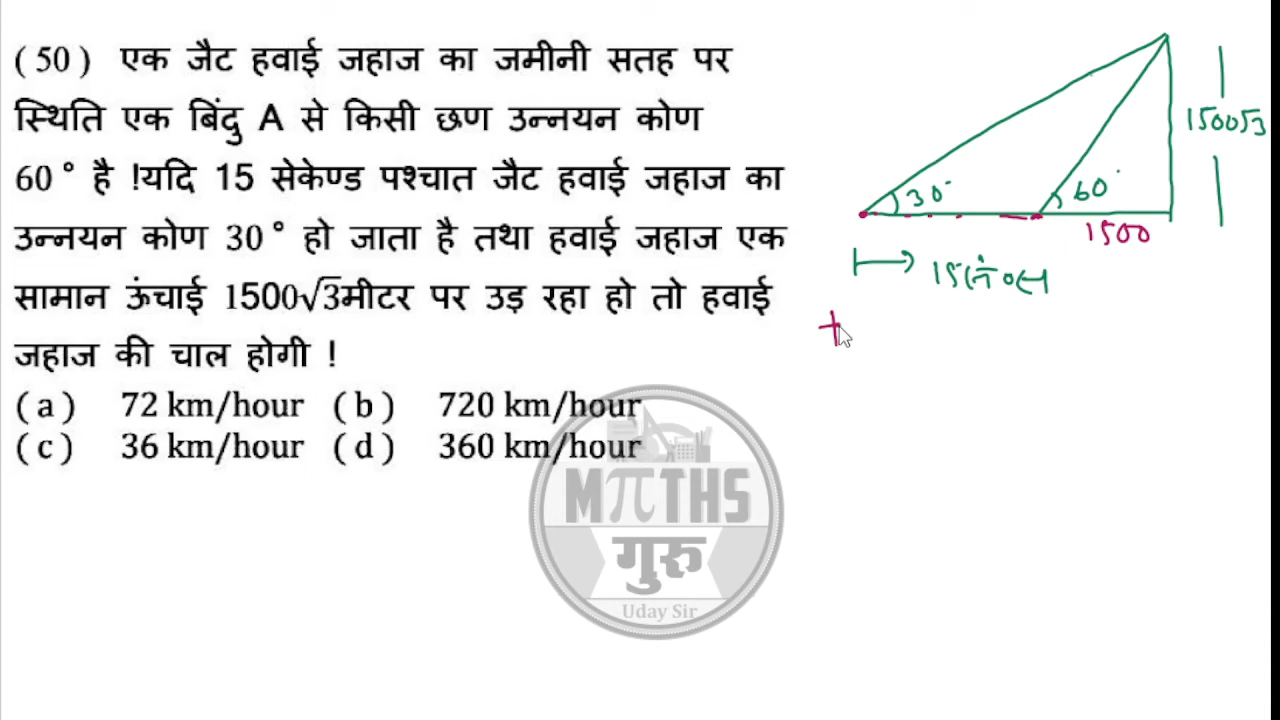 ( 50 ) एक जैट हवाई जहाज का जमीनी सतह पर
स्थिति एक बिंदु A से किसी छण उन्नयन कोण
60° है !यदि 15 सेकेण्ड पश्चात जैट हवाई जहाज का
उन्नयन कोण 30° हो जाता है तथा हवाई जहाज एक
सामान ऊंचाई 1500√3मीटर पर उड़ रहा हो तो हवाई
जहाज की चाल होगी !
( a ) 72 km/hour ( b ) 720 km/hour
( c ) 36 km/hour ( d ) 360 km/hour
1500√3
30°
60°
1500
MπTHS
गुरु
Uday Sir